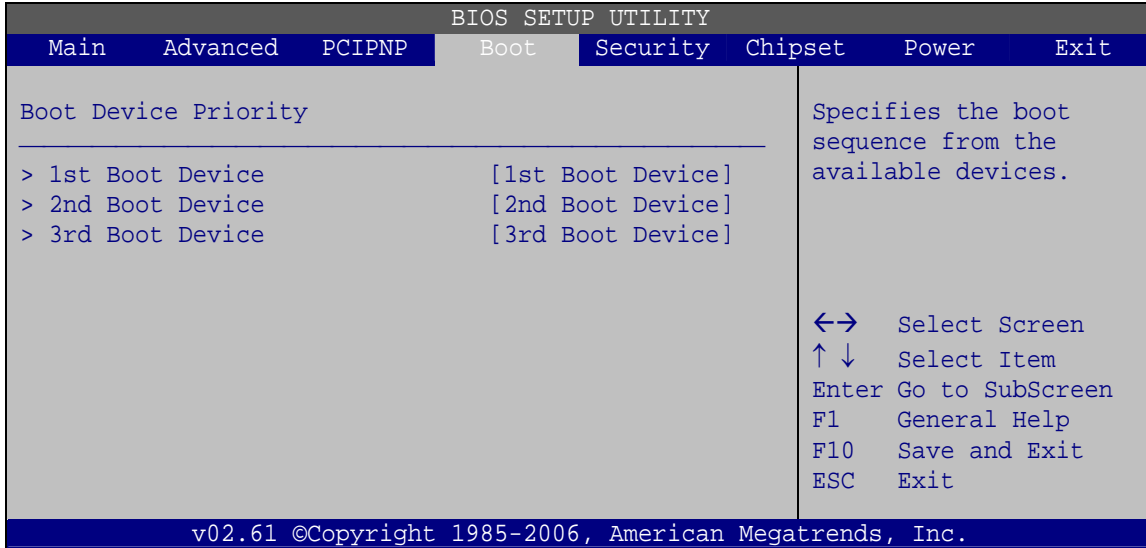 BIOS SETUP UTILITY
Main Advanced PCIPNP Boot Security Chipset Power Exit
Boot Device Priority
> 1st Boot Device [1st Boot Device]
> 2nd Boot Device [2nd Boot Device]
> 3rd Boot Device [3rd Boot Device]
Specifies the boot
sequence from the
available devices.
←→ Select Screen
↑ ↓ Select Item
Enter Go to SubScreen
F1 General Help
F10 Save and Exit
ESC Exit
v02.61 ©Copyright 1985-2006, American Megatrends, Inc.